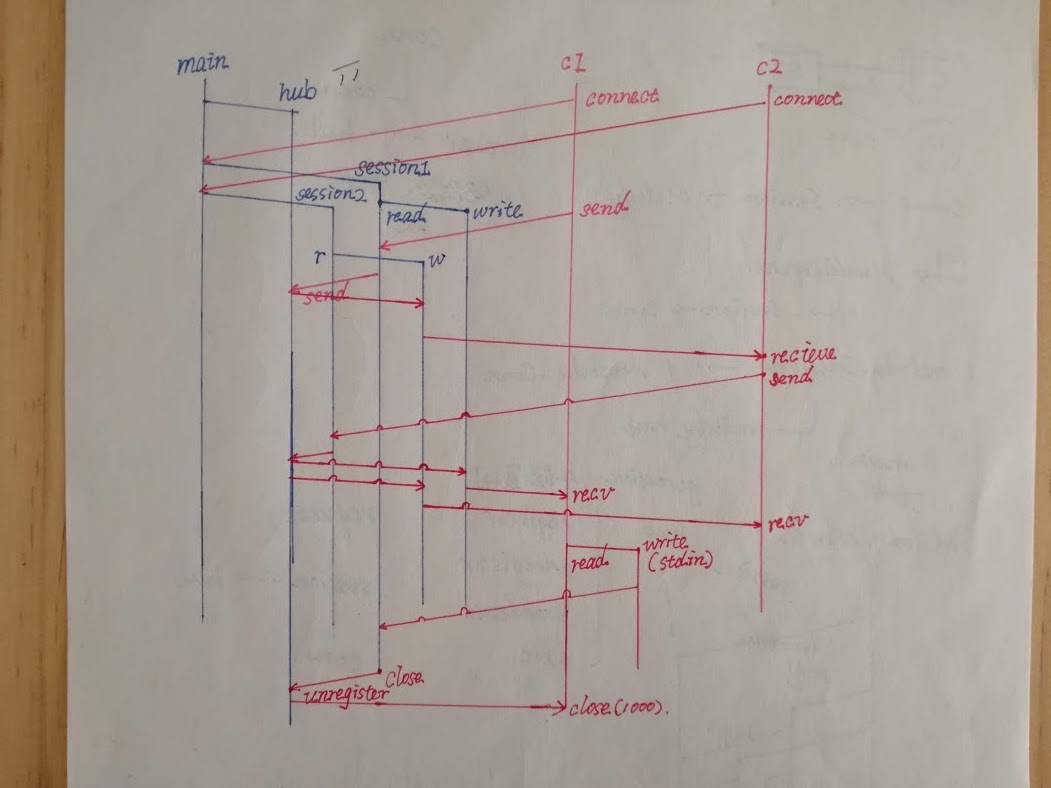 main
hub
c1
c2
connect
connect
session1
session2
read
write
send
r
w
send
recieve
send
recv
recv
read
write
(stdin)
close
unregister
close(1000).